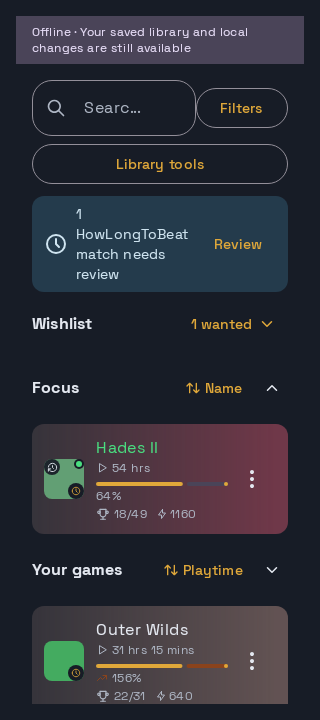 Offline · Your saved library and local
changes are still available
Searc...
Filters
Library tools
1
HowLongToBeat
match needs
review
Review
Wishlist
1 wanted
Focus
Name
Hades II
54 hrs
64%
18/49 1160
Your games
Playtime
Outer Wilds
31 hrs 15 mins
156%
22/31 640